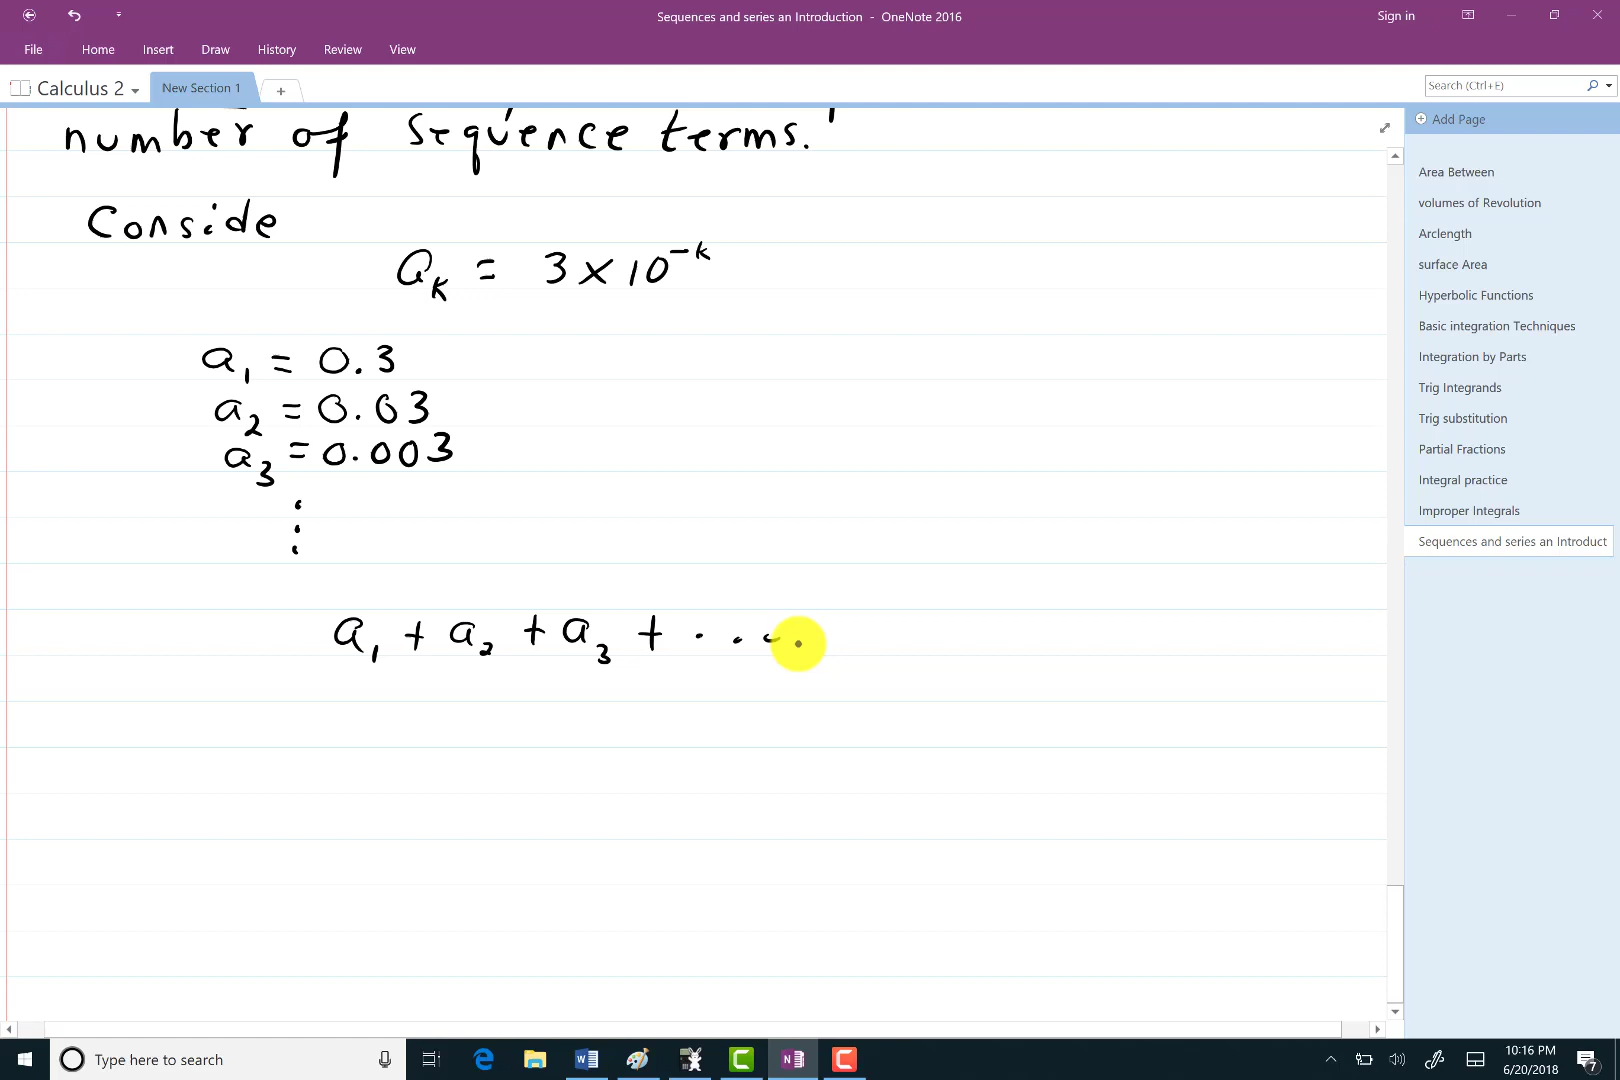 Sequences and series an Introduction - OneNote 2016
Sign in
File Home Insert Draw History Review View
Calculus 2
New Section 1
+
Search (Ctrl+E)
Add Page
Area Between
volumes of Revolution
Arclength
surface Area
Hyperbolic Functions
Basic integration Techniques
Integration by Parts
Trig Integrands
Trig substitution
Partial Fractions
Integral practice
Improper Integrals
Sequences and series an Introduct
number of sequence terms.
Conside
a_k = 3 × 10^{-k}
a_1 = 0.3
a_2 = 0.03
a_3 = 0.003
⋮
a_1 + a_2 + a_3 + ....
Type here to search
10:16 PM
6/20/2018
7